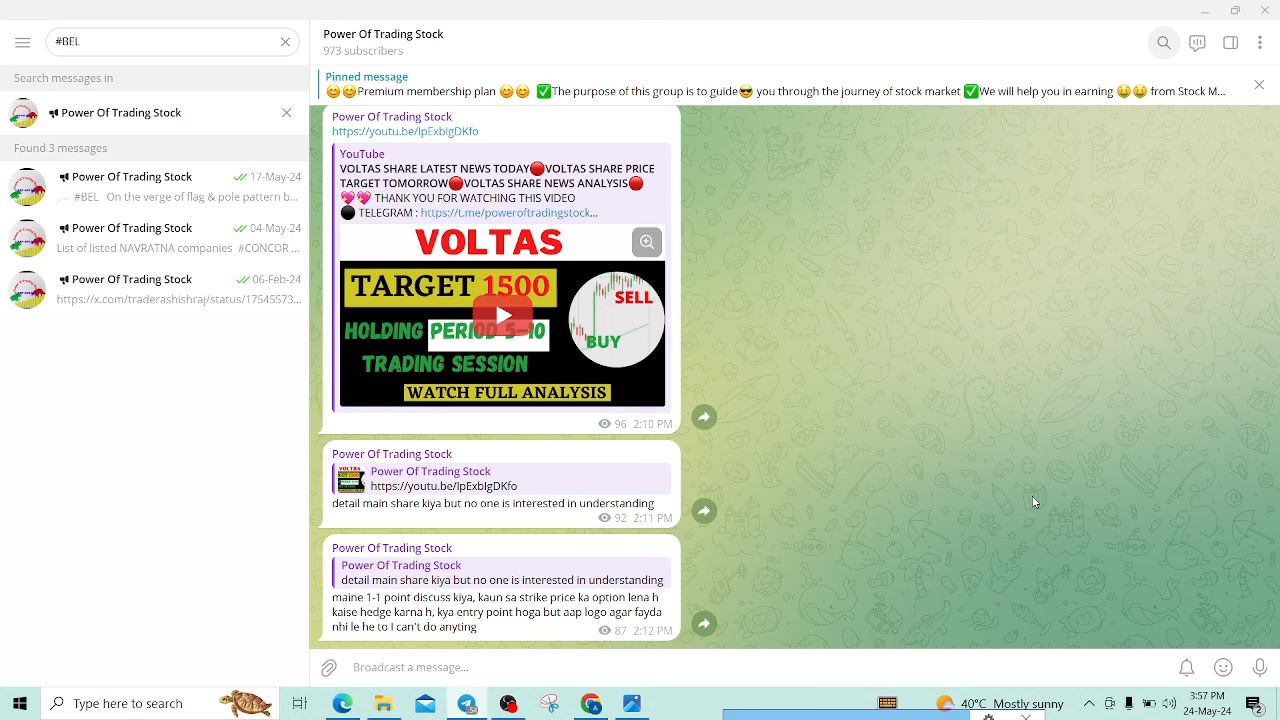 #BEL
Search messages in
Power Of Trading Stock
Found 3 messages
Power Of Trading Stock 17-May-24
#BEL On the verge of flag & pole pattern b...
Power Of Trading Stock 04-May-24
List of listed NAVRATNA companies #CONCOR ...
Power Of Trading Stock 06-Feb-24
https://x.com/traderashishraj/status/17545573...
Power Of Trading Stock
973 subscribers
Pinned message
😊😊Premium membership plan 😊😊 ✅The purpose of this group is to guide😎 you through the journey of stock market ✅We will help you in earning 🤑🤑 from Stock M...
Power Of Trading Stock
https://youtu.be/IpExblgDKfo
YouTube
VOLTAS SHARE LATEST NEWS TODAY🔴VOLTAS SHARE PRICE
TARGET TOMORROW🔴VOLTAS SHARE NEWS ANALYSIS🔴
💖💖 THANK YOU FOR WATCHING THIS VIDEO
⚫ TELEGRAM : https://t.me/poweroftradingstock...
VOLTAS
TARGET 1500
HOLDING PERIOD 5-10
TRADING SESSION
SELL
BUY
WATCH FULL ANALYSIS
96 2:10 PM
Power Of Trading Stock
VOLTAS
Power Of Trading Stock
https://youtu.be/IpExblgDKfo
detail main share kiya but no one is interested in understanding
92 2:11 PM
Power Of Trading Stock
Power Of Trading Stock
detail main share kiya but no one is interested in understanding
maine 1-1 point discuss kiya, kaun sa strike price ka option lena h
kaise hedge karna h, kya entry point hoga but aap logo agar fayda
nhi le he to I can't do anyting
87 2:12 PM
Broadcast a message...
Type here to search
40°C Mostly sunny
3:57 PM
24-May-24
2